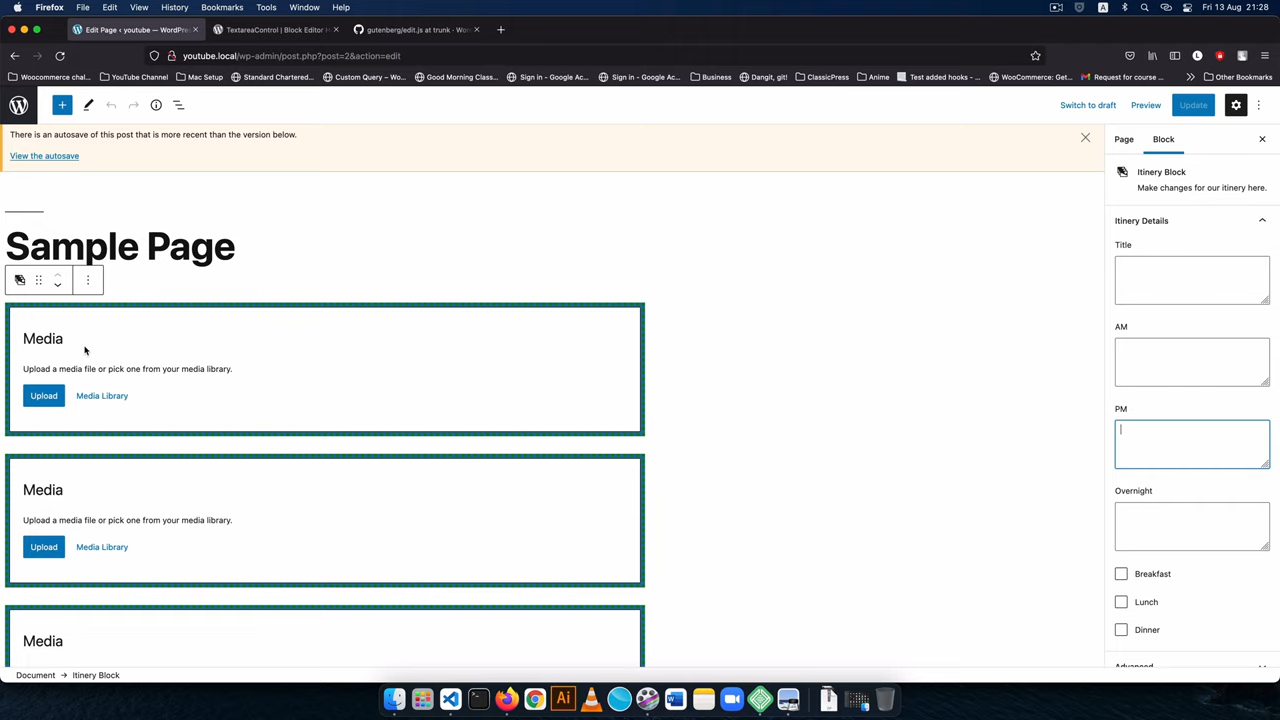 Firefox File Edit View History Bookmarks Tools Window Help
Fri 13 Aug 21:28
Edit Page ‹ youtube — WordPre
TextareaControl | Block Editor H
gutenberg/edit.js at trunk · Wor
youtube.local/wp-admin/post.php?post=2&action=edit
Woocommerce cham...
YouTube Channel
Mac Setup
Standard Chartered...
Custom Query – Wo...
Good Morning Class...
Sign in - Google Ac...
Sign in - Google Ac...
Business
Dangit, git!
ClassicPress
Anime
Test added hooks -...
WooCommerce: Get...
Request for course ...
Other Bookmarks
Switch to draft
Preview
Update
There is an autosave of this post that is more recent than the version below.
View the autosave
Sample Page
Media
Upload a media file or pick one from your media library.
Upload
Media Library
Media
Upload a media file or pick one from your media library.
Upload
Media Library
Media
Page
Block
Itinery Block
Make changes for our itinery here.
Itinery Details
Title
AM
PM
Overnight
Breakfast
Lunch
Dinner
Advanced
Document → Itinery Block
Ai